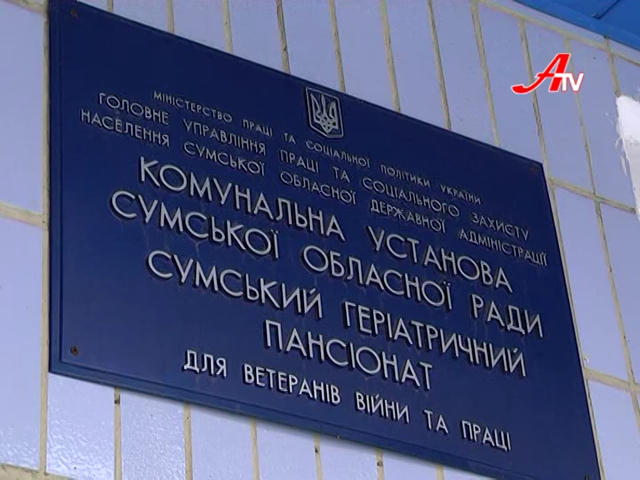 АTV
МІНІСТЕРСТВО ПРАЦІ ТА СОЦІАЛЬНОЇ ПОЛІТИКИ УКРАЇНИ
ГОЛОВНЕ УПРАВЛІННЯ ПРАЦІ ТА СОЦІАЛЬНОГО ЗАХИСТУ
НАСЕЛЕННЯ СУМСЬКОЇ ОБЛАСНОЇ ДЕРЖАВНОЇ АДМІНІСТРАЦІЇ
КОМУНАЛЬНА УСТАНОВА
СУМСЬКОЇ ОБЛАСНОЇ РАДИ
СУМСЬКИЙ ГЕРІАТРИЧНИЙ
ПАНСІОНАТ
ДЛЯ ВЕТЕРАНІВ ВІЙНИ ТА ПРАЦІ